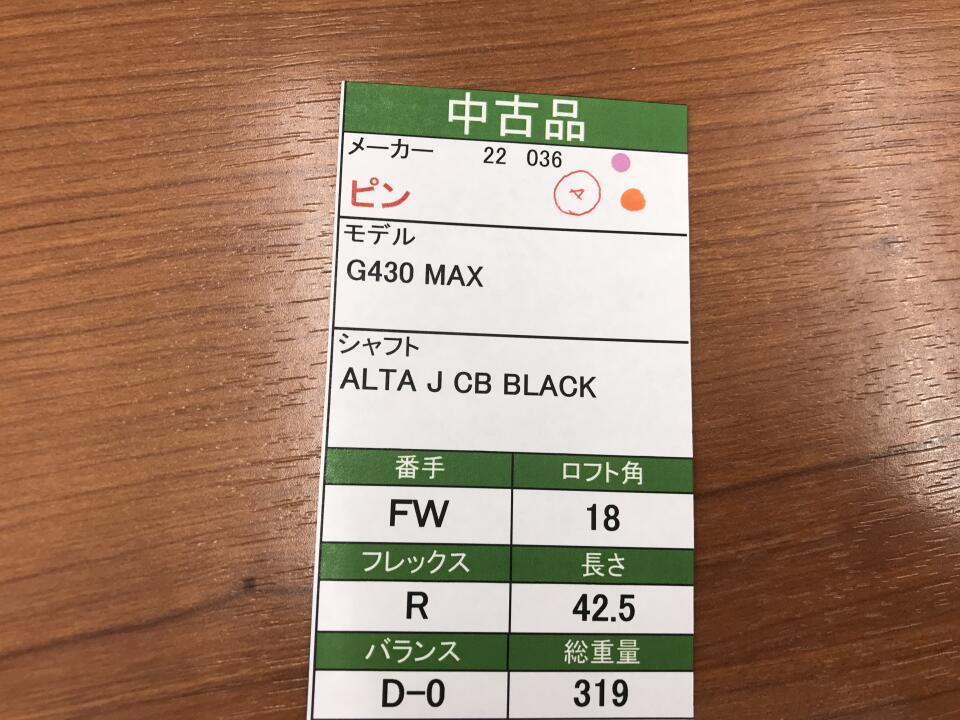 中古品
メーカー 22 036
ピン マ
モデル
G430 MAX
シャフト
ALTA J CB BLACK
番手 ロフト角
FW 18
フレックス 長さ
R 42.5
バランス 総重量
D-0 319